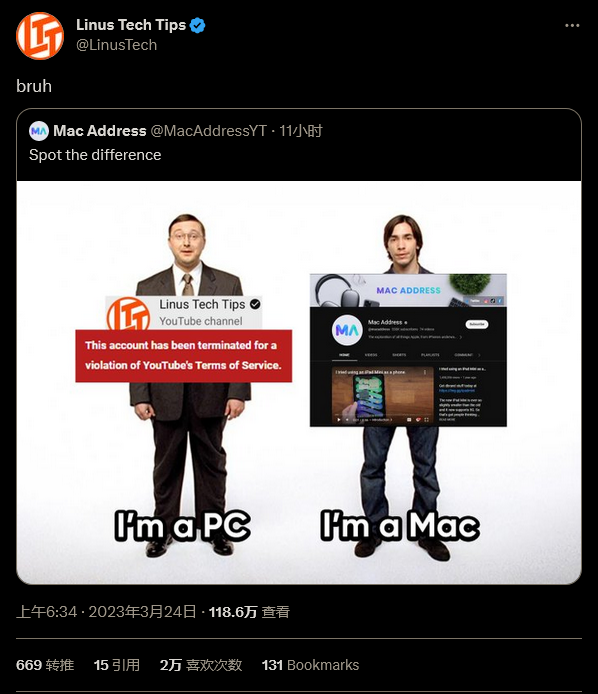 Linus Tech Tips
@LinusTech
bruh
Mac Address @MacAddressYT · 11小时
Spot the difference
Linus Tech Tips
YouTube channel
This account has been terminated for a
violation of YouTube's Terms of Service.
MAC ADDRESS
Mac Address
Subscribe
HOME VIDEOS SHORTS PLAYLISTS COMMUNITY
I tried using an iPad Mini as a phone
I tried using an iPad Mini as a...
I'm a PC
I'm a Mac
上午6:34 · 2023年3月24日 · 118.6万 查看
669 转推 15 引用 2万 喜欢次数 131 Bookmarks